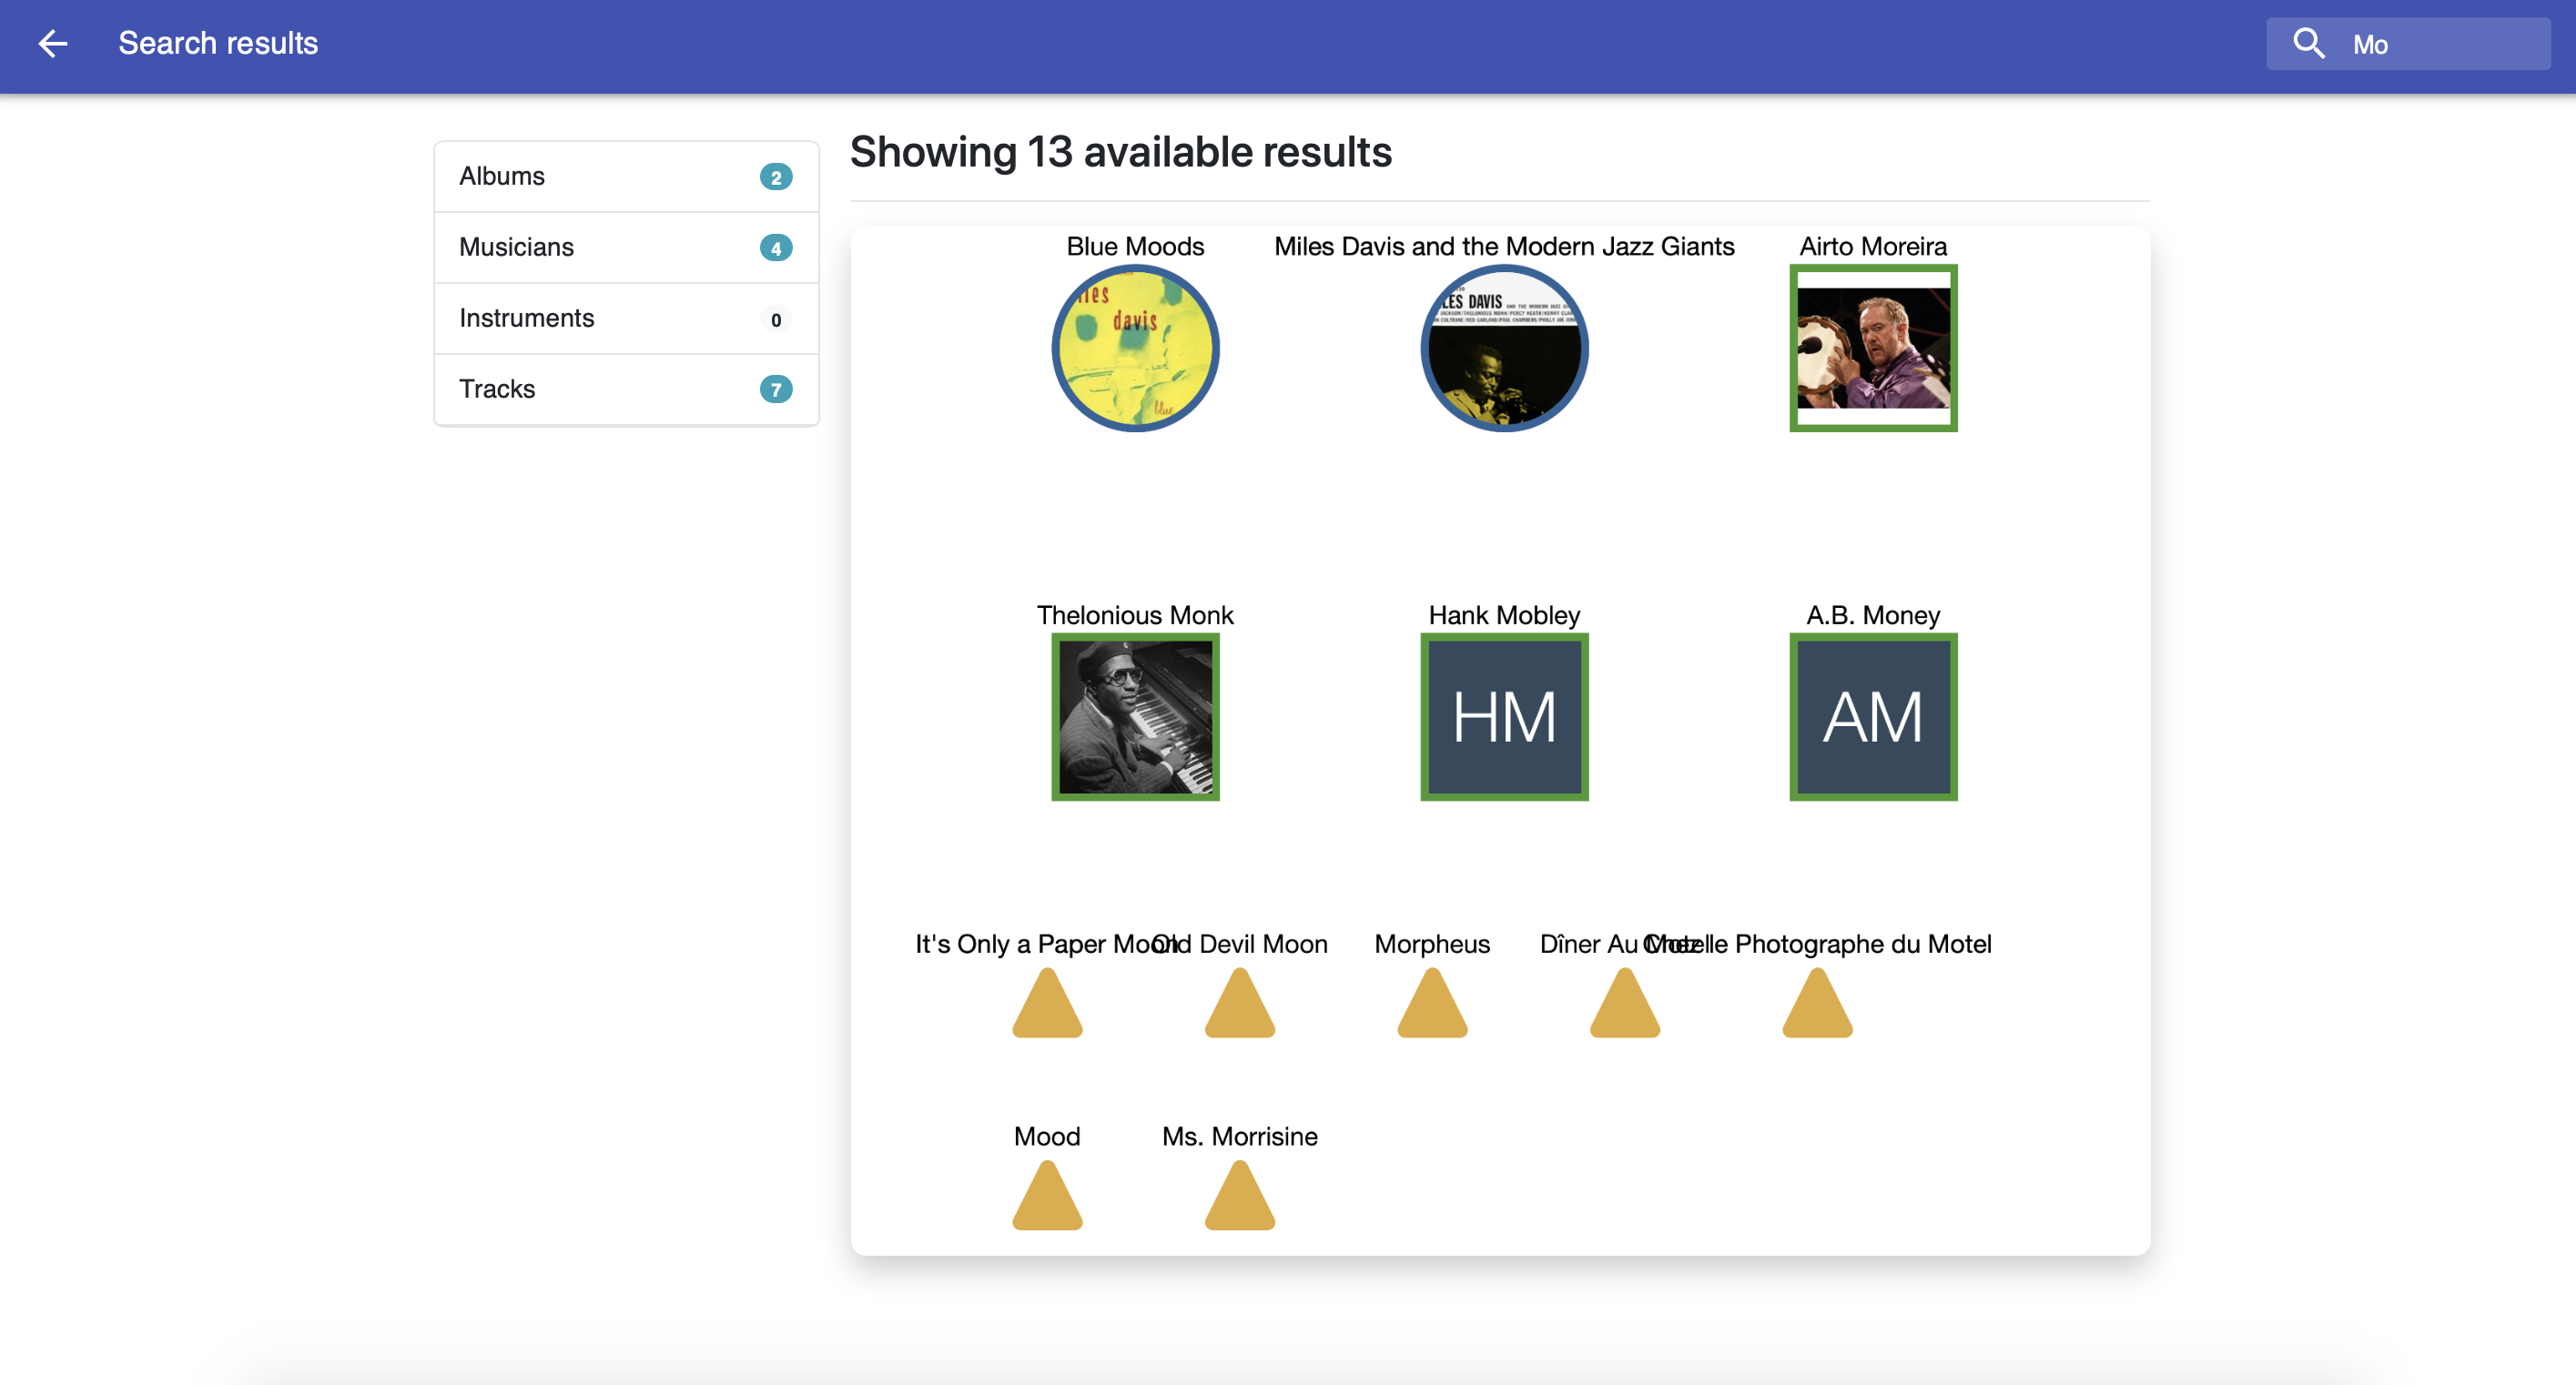 Search results
Mo
Albums 2
Musicians 4
Instruments 0
Tracks 7
Showing 13 available results
Blue Moods
Miles Davis and the Modern Jazz Giants
Airto Moreira
davis
blue
LES DAVIS
Thelonious Monk
Hank Mobley
A.B. Money
HM
AM
It's Only a Paper Moon
Old Devil Moon
Morpheus
Dîner Au Motel
Chez le Photographe du Motel
Mood
Ms. Morrisine